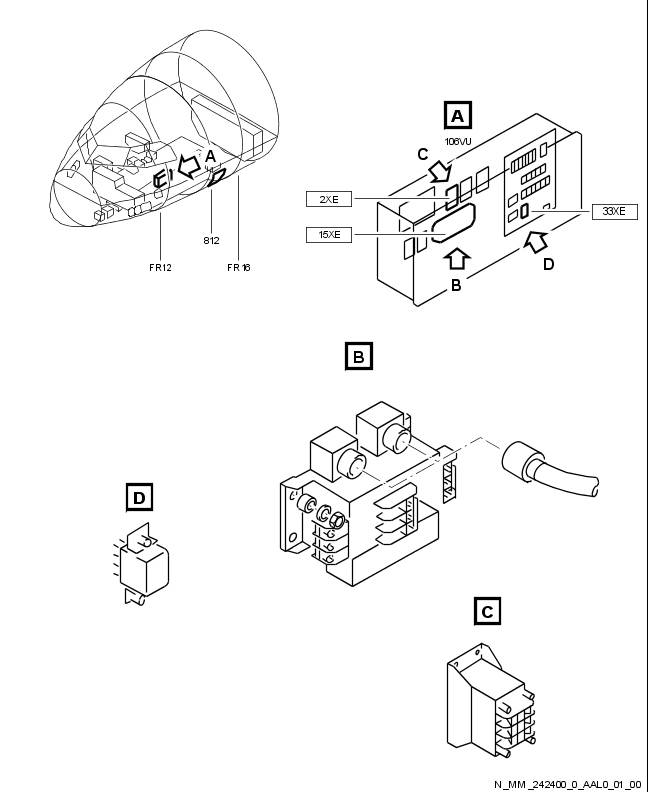 A
812
FR12
FR16
A
106VU
C
2XE
15XE
33XE
B
D
B
D
C
N_MM_242400_0_AAL0_01_00